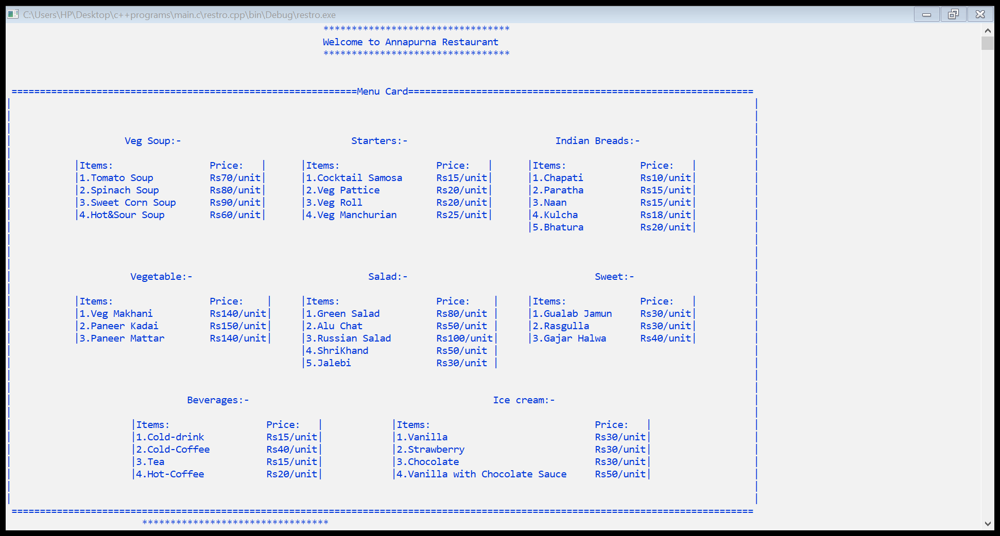 C:\Users\HP\Desktop\c++programs\main.c\restro.cpp\bin\Debug\restro.exe
*********************************
Welcome to Annapurna Restaurant
*********************************
=============================================================Menu Card=============================================================
Veg Soup:- Starters:- Indian Breads:-
|Items: Price: | |Items: Price: | |Items: Price: |
|1.Tomato Soup Rs70/unit| |1.Cocktail Samosa Rs15/unit| |1.Chapati Rs10/unit|
|2.Spinach Soup Rs80/unit| |2.Veg Pattice Rs20/unit| |2.Paratha Rs15/unit|
|3.Sweet Corn Soup Rs90/unit| |3.Veg Roll Rs20/unit| |3.Naan Rs15/unit|
|4.Hot&Sour Soup Rs60/unit| |4.Veg Manchurian Rs25/unit| |4.Kulcha Rs18/unit|
|5.Bhatura Rs20/unit|
Vegetable:- Salad:- Sweet:-
|Items: Price: | |Items: Price: | |Items: Price: |
|1.Veg Makhani Rs140/unit| |1.Green Salad Rs80/unit | |1.Gualab Jamun Rs30/unit|
|2.Paneer Kadai Rs150/unit| |2.Alu Chat Rs50/unit | |2.Rasgulla Rs30/unit|
|3.Paneer Mattar Rs140/unit| |3.Russian Salad Rs100/unit| |3.Gajar Halwa Rs40/unit|
|4.ShriKhand Rs50/unit |
|5.Jalebi Rs30/unit |
Beverages:- Ice cream:-
|Items: Price: | |Items: Price: |
|1.Cold-drink Rs15/unit| |1.Vanilla Rs30/unit|
|2.Cold-Coffee Rs40/unit| |2.Strawberry Rs30/unit|
|3.Tea Rs15/unit| |3.Chocolate Rs30/unit|
|4.Hot-Coffee Rs20/unit| |4.Vanilla with Chocolate Sauce Rs50/unit|
===================================================================================================================================
*********************************